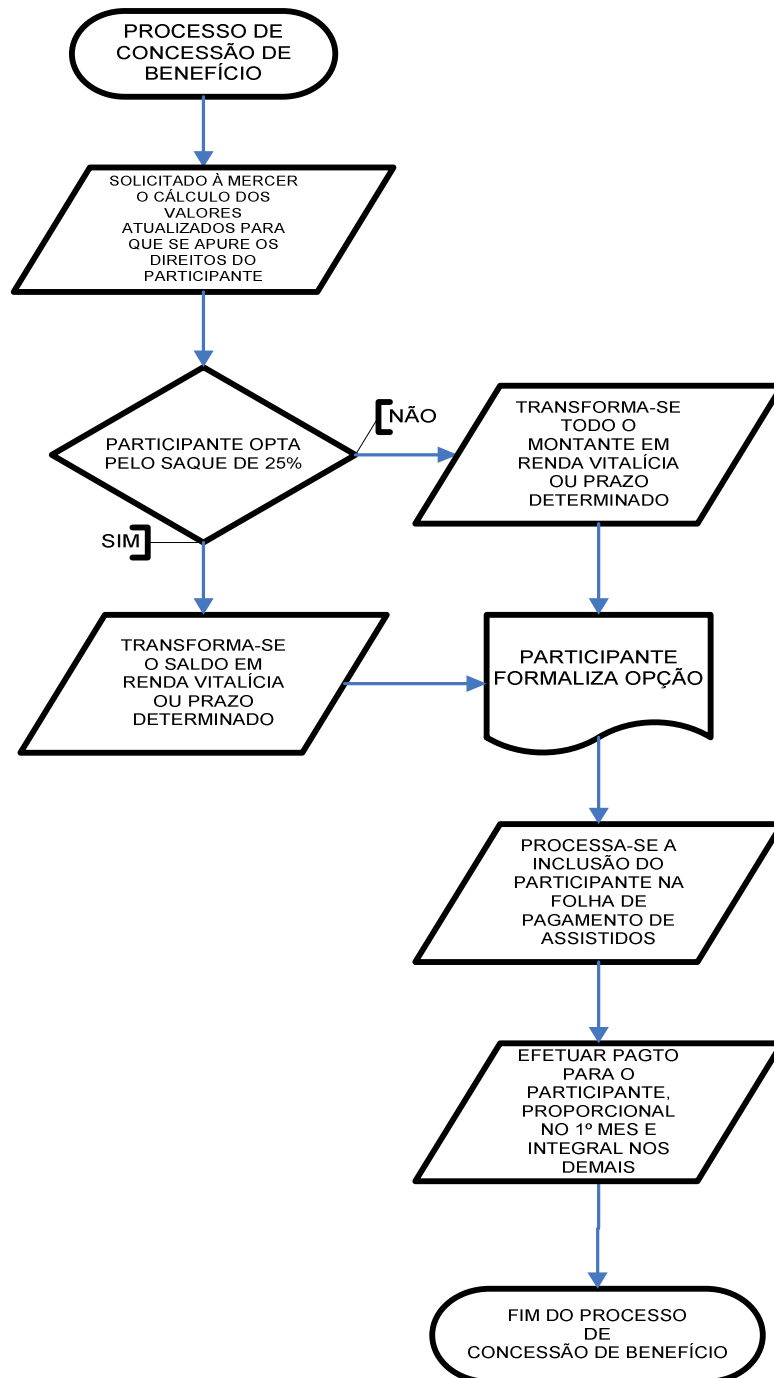 PROCESSO DE
CONCESSÃO DE
BENEFÍCIO
SOLICITADO À MERCER
O CÁLCULO DOS
VALORES
ATUALIZADOS PARA
QUE SE APURE OS
DIREITOS DO
PARTICIPANTE
PARTICIPANTE OPTA
PELO SAQUE DE 25%
NÃO
TRANSFORMA-SE
TODO O
MONTANTE EM
RENDA VITALÍCIA
OU PRAZO
DETERMINADO
SIM
TRANSFORMA-SE
O SALDO EM
RENDA VITALÍCIA
OU PRAZO
DETERMINADO
PARTICIPANTE
FORMALIZA OPÇÃO
PROCESSA-SE A
INCLUSÃO DO
PARTICIPANTE NA
FOLHA DE
PAGAMENTO DE
ASSISTIDOS
EFETUAR PAGTO
PARA O
PARTICIPANTE,
PROPORCIONAL
NO 1º MES E
INTEGRAL NOS
DEMAIS
FIM DO PROCESSO
DE
CONCESSÃO DE BENEFÍCIO